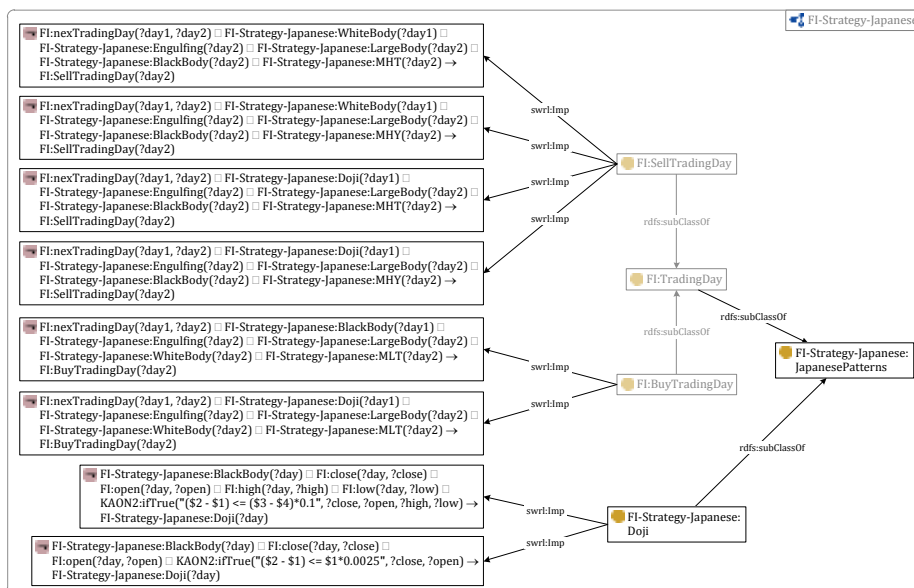 FI-Strategy-Japanese
FI:nexTradingDay(?day1, ?day2) □ FI-Strategy-Japanese:WhiteBody(?day1) □
FI-Strategy-Japanese:Engulfing(?day2) □ FI-Strategy-Japanese:LargeBody(?day2) □
FI-Strategy-Japanese:BlackBody(?day2) □ FI-Strategy-Japanese:MHT(?day2) →
FI:SellTradingDay(?day2)
FI:nexTradingDay(?day1, ?day2) □ FI-Strategy-Japanese:WhiteBody(?day1) □
FI-Strategy-Japanese:Engulfing(?day2) □ FI-Strategy-Japanese:LargeBody(?day2) □
FI-Strategy-Japanese:BlackBody(?day2) □ FI-Strategy-Japanese:MHY(?day2) →
FI:SellTradingDay(?day2)
FI:nexTradingDay(?day1, ?day2) □ FI-Strategy-Japanese:Doji(?day1) □
FI-Strategy-Japanese:Engulfing(?day2) □ FI-Strategy-Japanese:LargeBody(?day2) □
FI-Strategy-Japanese:BlackBody(?day2) □ FI-Strategy-Japanese:MHT(?day2) →
FI:SellTradingDay(?day2)
FI:nexTradingDay(?day1, ?day2) □ FI-Strategy-Japanese:Doji(?day1) □
FI-Strategy-Japanese:Engulfing(?day2) □ FI-Strategy-Japanese:LargeBody(?day2) □
FI-Strategy-Japanese:BlackBody(?day2) □ FI-Strategy-Japanese:MHY(?day2) →
FI:SellTradingDay(?day2)
FI:nexTradingDay(?day1, ?day2) □ FI-Strategy-Japanese:BlackBody(?day1) □
FI-Strategy-Japanese:Engulfing(?day2) □ FI-Strategy-Japanese:LargeBody(?day2) □
FI-Strategy-Japanese:WhiteBody(?day2) □ FI-Strategy-Japanese:MLT(?day2) →
FI:BuyTradingDay(?day2)
FI:nexTradingDay(?day1, ?day2) □ FI-Strategy-Japanese:Doji(?day1) □
FI-Strategy-Japanese:Engulfing(?day2) □ FI-Strategy-Japanese:LargeBody(?day2) □
FI-Strategy-Japanese:WhiteBody(?day2) □ FI-Strategy-Japanese:MLT(?day2) →
FI:BuyTradingDay(?day2)
FI-Strategy-Japanese:BlackBody(?day) □ FI:close(?day, ?close) □
FI:open(?day, ?open) □ FI:high(?day, ?high) □ FI:low(?day, ?low) □
KAON2:ifTrue("($2 - $1) <= ($3 - $4)*0.1", ?close, ?open, ?high, ?low) →
FI-Strategy-Japanese:Doji(?day)
FI-Strategy-Japanese:BlackBody(?day) □ FI:close(?day, ?close) □
FI:open(?day, ?open) □ KAON2:ifTrue("($2 - $1) <= $1*0.0025", ?close, ?open) →
FI-Strategy-Japanese:Doji(?day)
swrl:Imp
swrl:Imp
swrl:Imp
swrl:Imp
swrl:Imp
swrl:Imp
swrl:Imp
swrl:Imp
FI:SellTradingDay
rdfs:subClassOf
FI:TradingDay
rdfs:subClassOf
rdfs:subClassOf
FI:BuyTradingDay
FI-Strategy-Japanese:
JapanesePatterns
rdfs:subClassOf
FI-Strategy-Japanese:
Doji